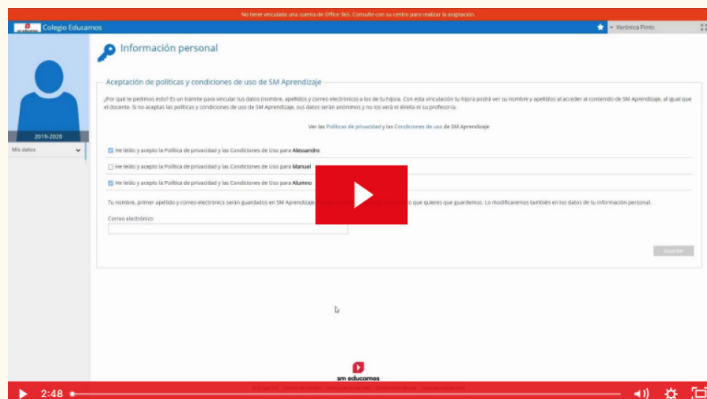 No tiene vinculada una cuenta de Office 365. Consulte con su centro para realizar la aceptación.
Colegio Educamos
Verónica Pinto
Información personal
Aceptación de políticas y condiciones de uso de SM Aprendizaje
¿Por qué te pedimos esto? Es un trámite para vincular tus datos (nombre, apellidos y correo electrónico) a los de tu hijo/a. Con esta vinculación tu hijo/a podrá ver su nombre y apellidos al acceder al contenido de SM Aprendizaje, al igual que
el docente. Si no aceptas las políticas y condiciones de uso, sus datos serán anónimos y no los verá ni él/ella ni su profesor/a.
Ver las Políticas de privacidad y las Condiciones de uso de SM Aprendizaje
2019-2020
Mis datos
He leído y acepto la Política de privacidad y las Condiciones de Uso para Alessandro
He leído y acepto la Política de privacidad y las Condiciones de Uso para Manuel
He leído y acepto la Política de privacidad y las Condiciones de Uso para Alumno
Tu nombre, primer apellido y correo electrónico serán guardados en SM Aprendizaje que quieres que guardemos. Lo modificaremos también en los datos de tu información personal.
Correo electrónico:
Guardar
sm educamos
2:48